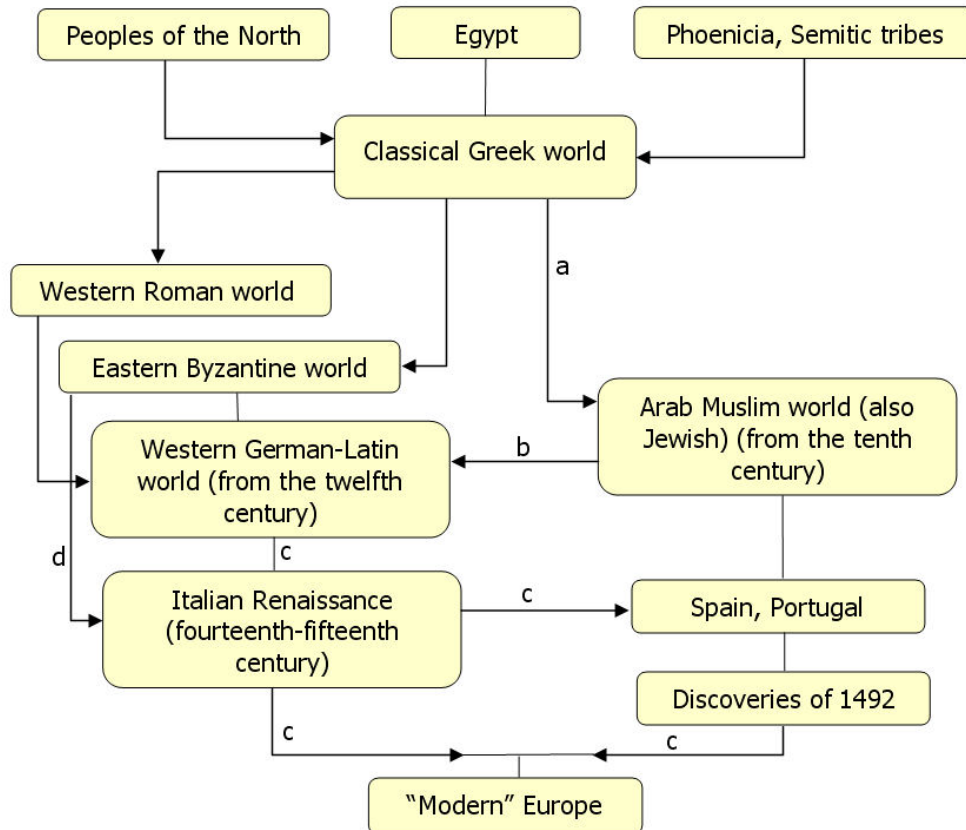 Peoples of the North
Egypt
Phoenicia, Semitic tribes
Classical Greek world
a
Western Roman world
Eastern Byzantine world
Arab Muslim world (also
Jewish) (from the tenth
century)
Western German-Latin
world (from the twelfth
century)
b
d
c
Italian Renaissance
(fourteenth-fifteenth
century)
c
Spain, Portugal
Discoveries of 1492
c
c
“Modern” Europe